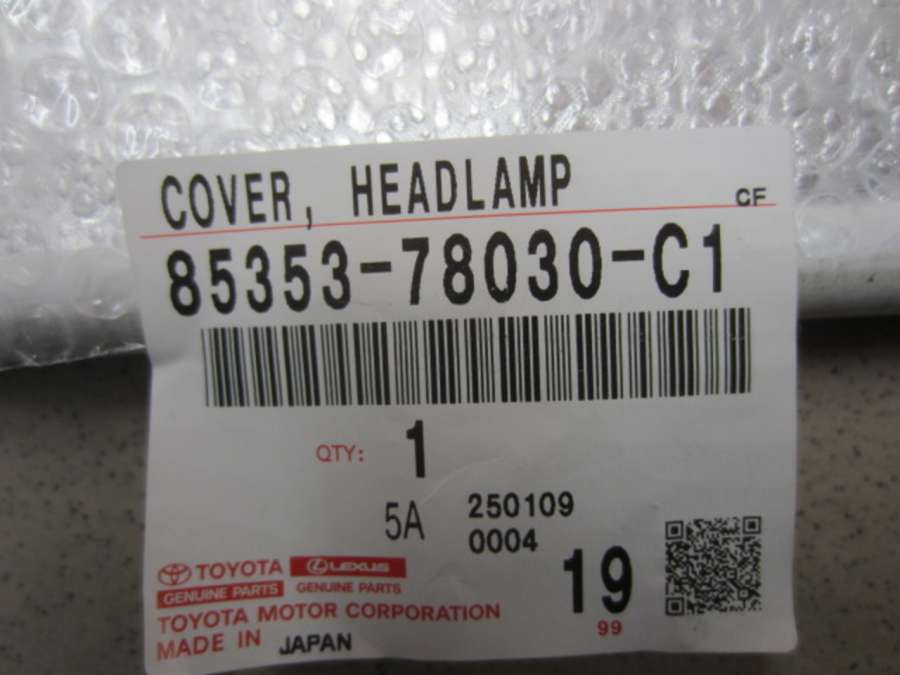 COVER, HEADLAMP
CF
85353-78030-C1
QTY: 1
5A 250109
0004
19
99
TOYOTA LEXUS
GENUINE PARTS GENUINE PARTS
TOYOTA MOTOR CORPORATION
MADE IN JAPAN